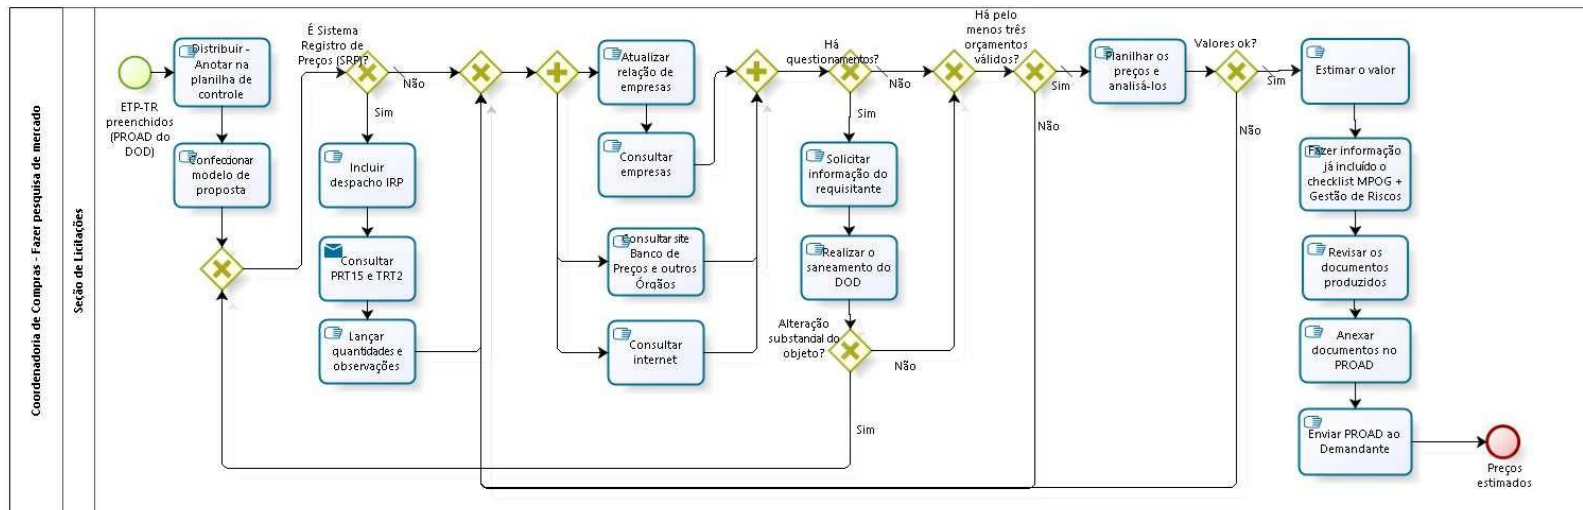 Coordenadoria de Compras - Fazer pesquisa de mercado
Seção de Licitações
ETP-TR
preenchidos
(PROAD do
DOD)
Distribuir -
Anotar na
planilha de
controle
Confeccionar
modelo de
proposta
É Sistema
Registro de
Preços (SRP)?
Não
Sim
Incluir
despacho IRP
Consultar
PRT15 e TRT2
Lançar
quantidades e
observações
Atualizar
relação de
empresas
Consultar
empresas
Consultar site
Banco de
Preços e outros
Órgãos
Consultar
internet
Há
questionamentos?
Não
Sim
Solicitar
informação do
requisitante
Realizar o
saneamento do
DOD
Alteração
substancial do
objeto?
Não
Sim
Há pelo
menos três
orçamentos
válidos?
Sim
Não
Planilhar os
preços e
analisá-los
Valores ok?
Sim
Não
Estimar o valor
Fazer informação
já incluído o
checklist MPOG +
Gestão de Riscos
Revisar os
documentos
produzidos
Anexar
documentos no
PROAD
Enviar PROAD ao
Demandante
Preços
estimados